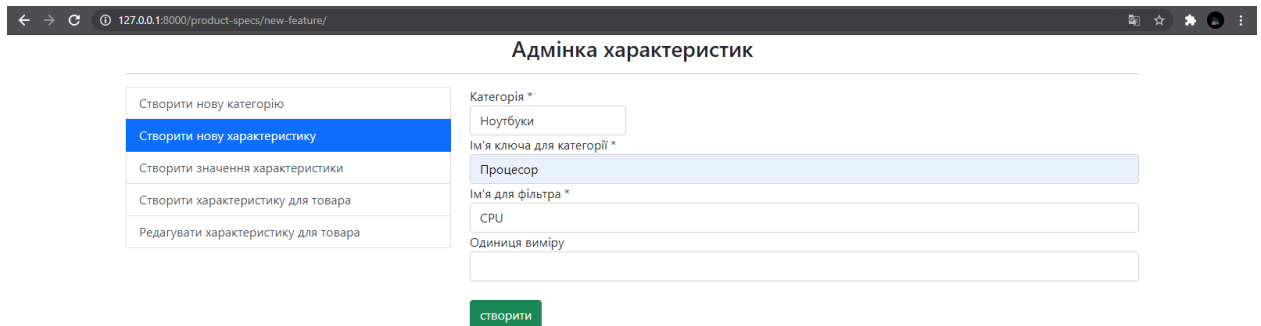 127.0.0.1:8000/product-specs/new-feature/
Адмінка характеристик
Створити нову категорію
Створити нову характеристику
Створити значення характеристики
Створити характеристику для товара
Редагувати характеристику для товара
Категорія *
Ноутбуки
Ім'я ключа для категорії *
Процесор
Ім'я для фільтра *
CPU
Одиниця виміру
створити